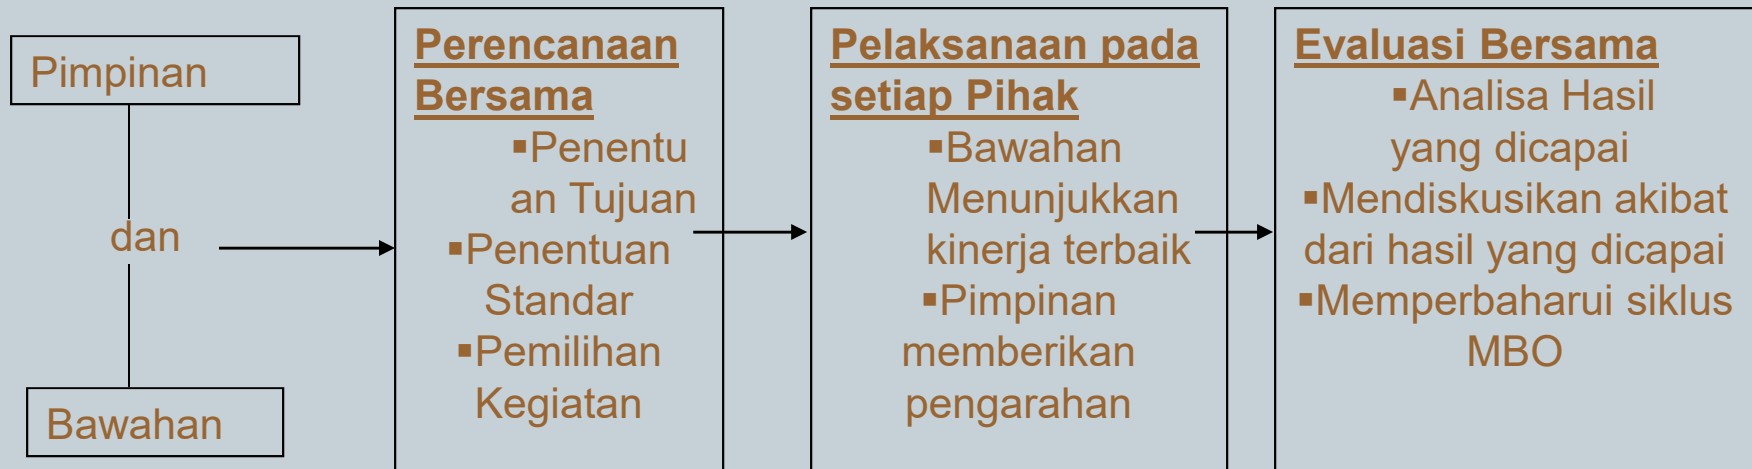 Pimpinan
dan
Bawahan
Perencanaan
Bersama
▪Penentu
an Tujuan
▪Penentuan
Standar
▪Pemilihan
Kegiatan
Pelaksanaan pada
setiap Pihak
▪Bawahan
Menunjukkan
kinerja terbaik
▪Pimpinan
memberikan
pengarahan
Evaluasi Bersama
▪Analisa Hasil
yang dicapai
▪Mendiskusikan akibat
dari hasil yang dicapai
▪Memperbaharui siklus
MBO